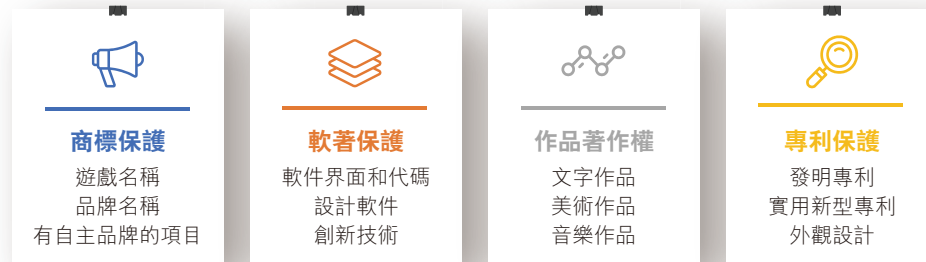 商標保護
遊戲名稱
品牌名稱
有自主品牌的項目
軟著保護
軟件界面和代碼
設計軟件
創新技術
作品著作權
文字作品
美術作品
音樂作品
專利保護
發明專利
實用新型專利
外觀設計